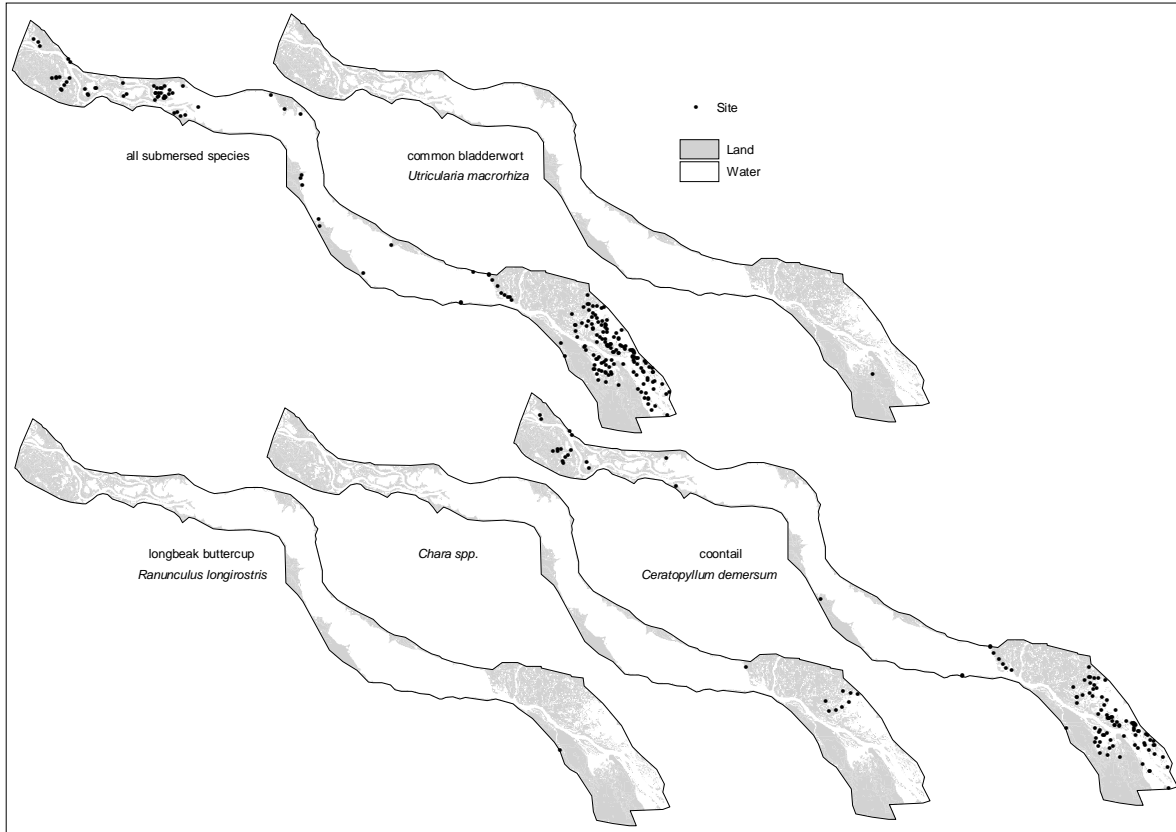 Site
Land
Water
all submersed species
common bladderwort
Utricularia macrorhiza
longbeak buttercup
Ranunculus longirostris
Chara spp.
coontail
Ceratopyllum demersum